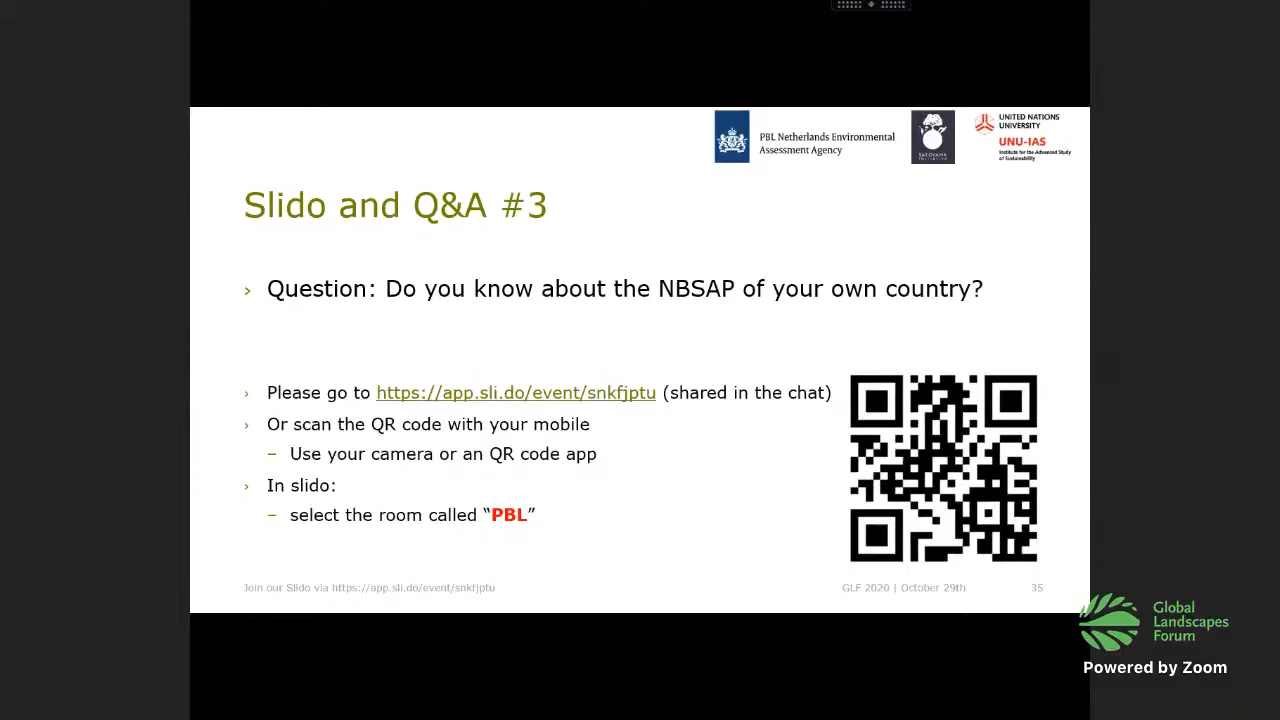 PBL Netherlands Environmental
Assessment Agency
SATOYAMA
INITIATIVE
UNITED NATIONS
UNIVERSITY
UNU-IAS
Institute for the Advanced Study
of Sustainability
Slido and Q&A #3
› Question: Do you know about the NBSAP of your own country?
› Please go to https://app.sli.do/event/snkfjptu (shared in the chat)
› Or scan the QR code with your mobile
– Use your camera or an QR code app
› In slido:
– select the room called “PBL”
Join our Slido via https://app.sli.do/event/snkfjptu
GLF 2020 | October 29th
35
Global
Landscapes
Forum
Powered by Zoom